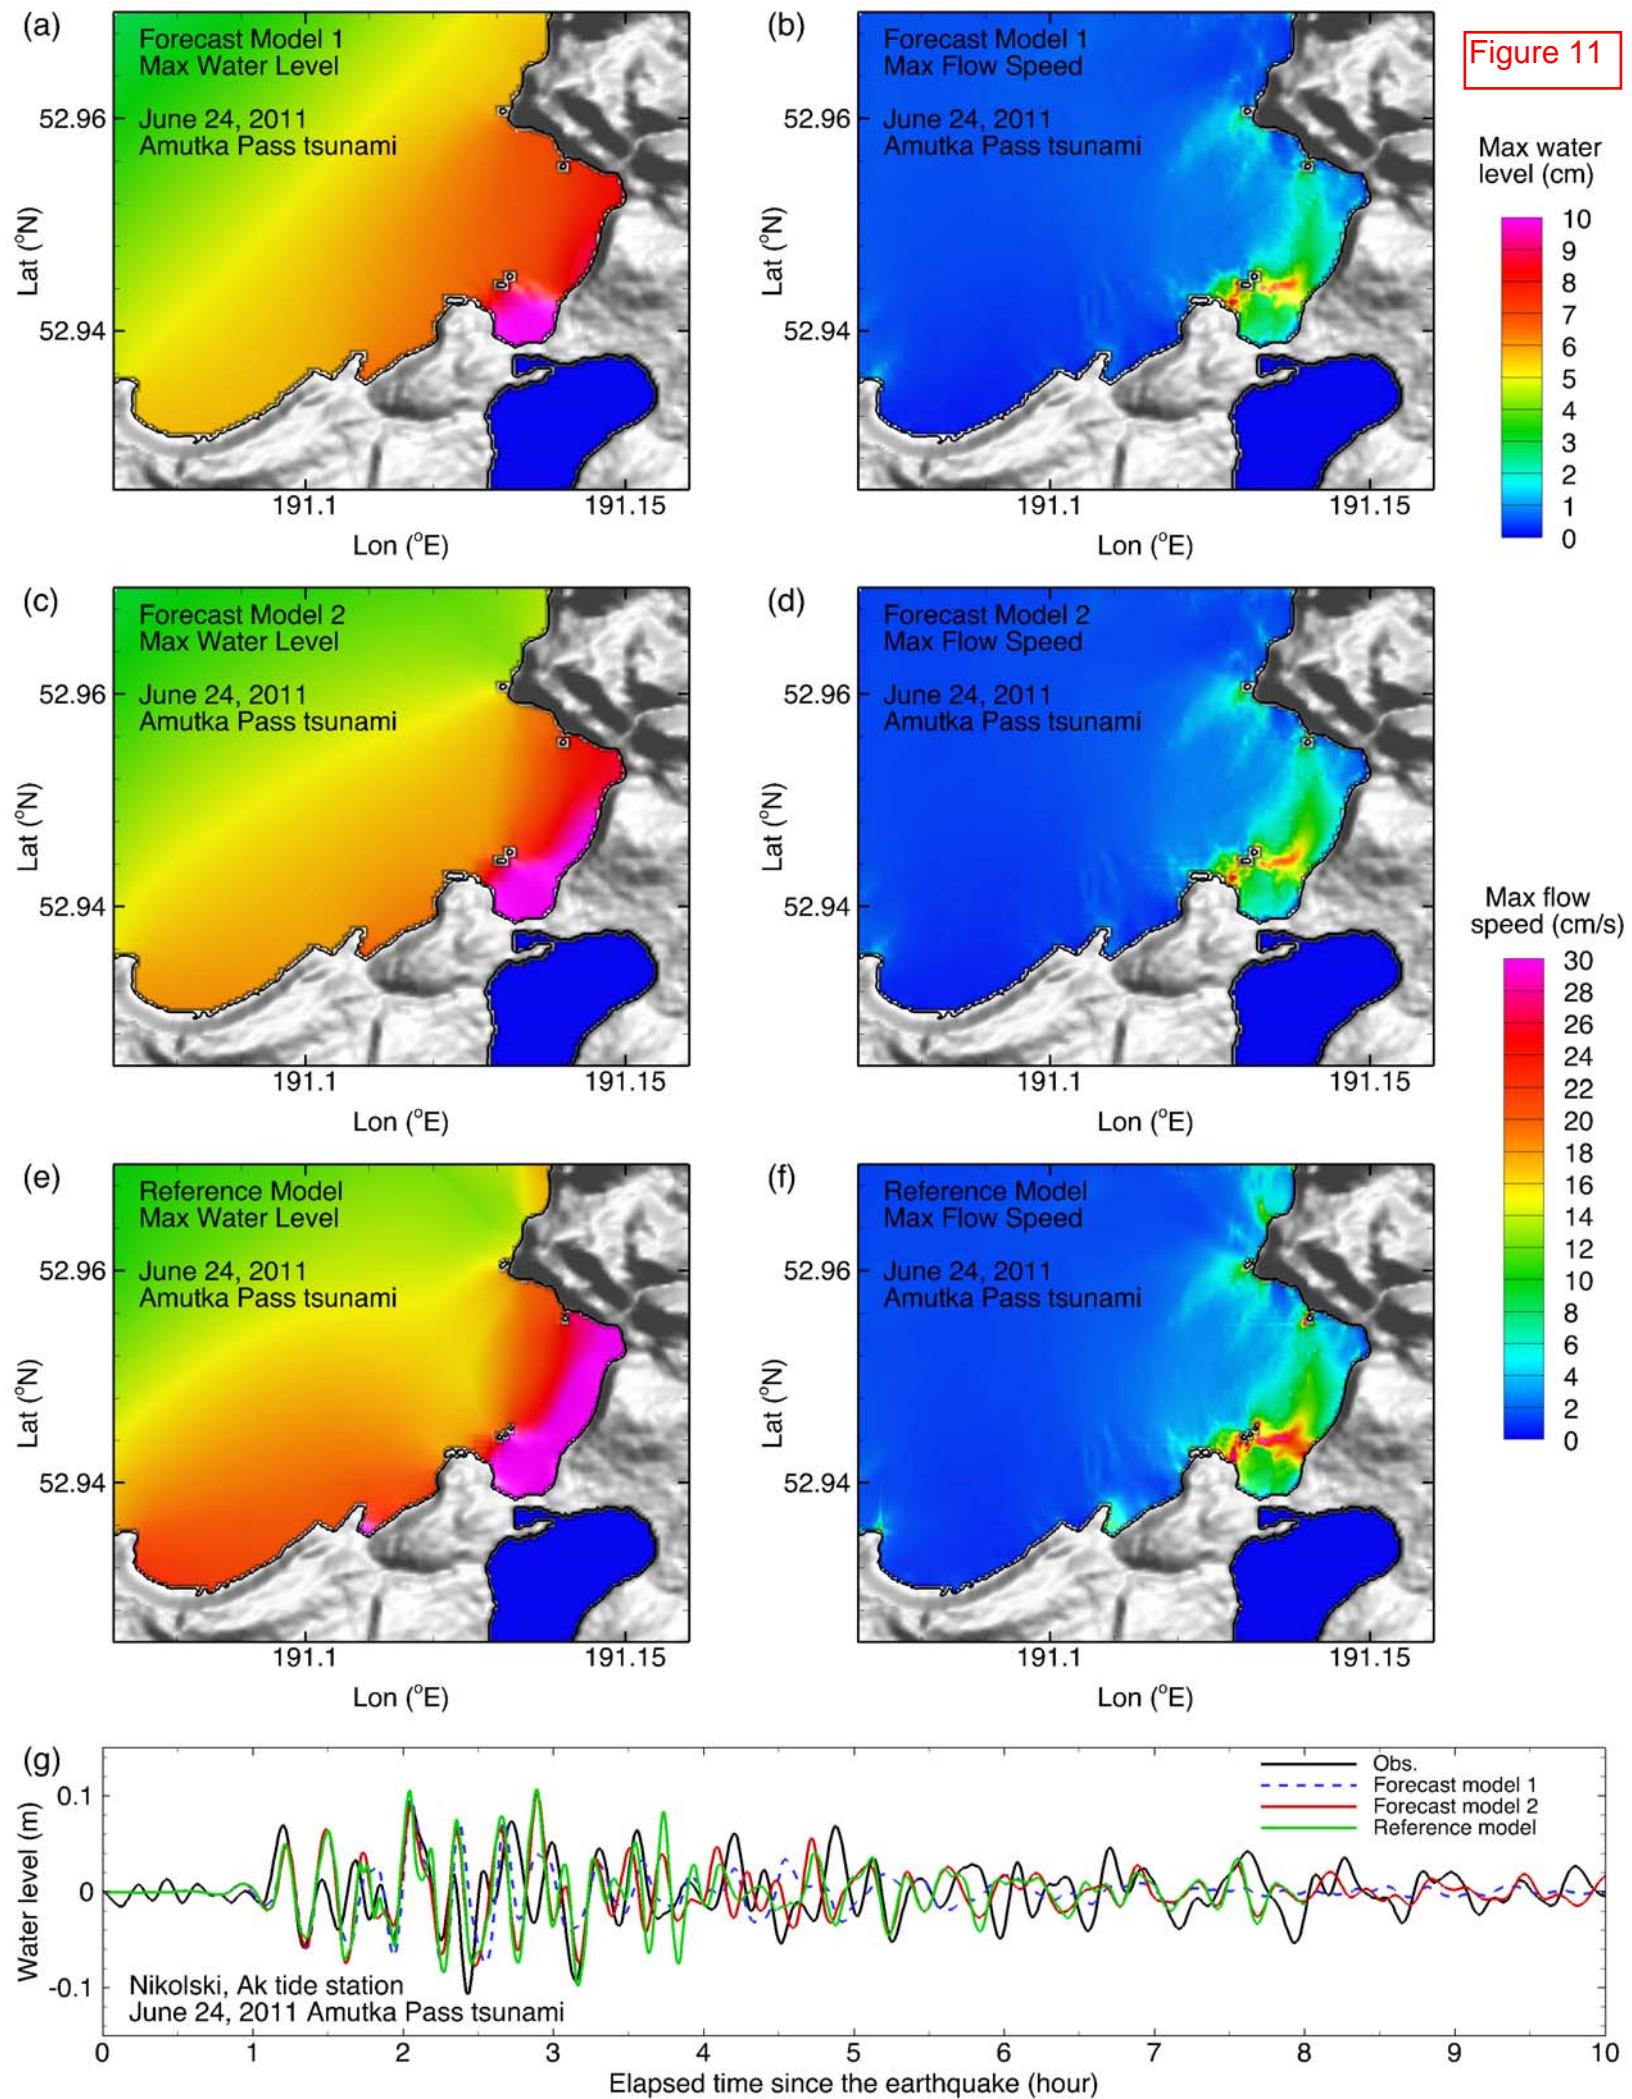 (a)
Forecast Model 1
Max Water Level
June 24, 2011
Amutka Pass tsunami
52.96
52.94
Lat (°N)
191.1
191.15
Lon (°E)
(b)
Forecast Model 1
Max Flow Speed
June 24, 2011
Amutka Pass tsunami
52.96
52.94
Lat (°N)
191.1
191.15
Lon (°E)
Figure 11
Max water
level (cm)
10
9
8
7
6
5
4
3
2
1
0
(c)
Forecast Model 2
Max Water Level
June 24, 2011
Amutka Pass tsunami
52.96
52.94
Lat (°N)
191.1
191.15
Lon (°E)
(d)
Forecast Model 2
Max Flow Speed
June 24, 2011
Amutka Pass tsunami
52.96
52.94
Lat (°N)
191.1
191.15
Lon (°E)
Max flow
speed (cm/s)
30
28
26
24
22
20
18
16
14
12
10
8
6
4
2
0
(e)
Reference Model
Max Water Level
June 24, 2011
Amutka Pass tsunami
52.96
52.94
Lat (°N)
191.1
191.15
Lon (°E)
(f)
Reference Model
Max Flow Speed
June 24, 2011
Amutka Pass tsunami
52.96
52.94
Lat (°N)
191.1
191.15
Lon (°E)
(g)
Water level (m)
0.1
0
-0.1
Obs.
Forecast model 1
Forecast model 2
Reference model
Nikolski, Ak tide station
June 24, 2011 Amutka Pass tsunami
0 1 2 3 4 5 6 7 8 9 10
Elapsed time since the earthquake (hour)